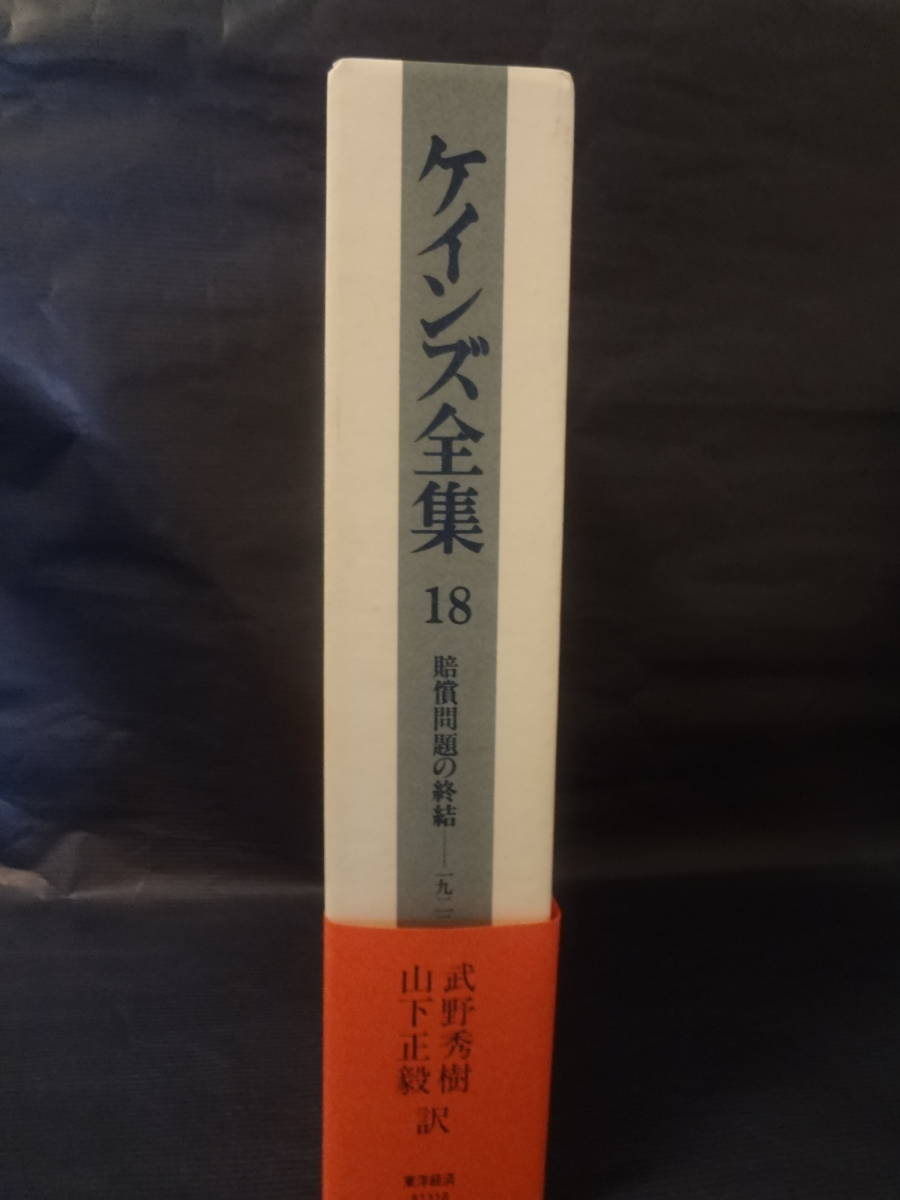 ケインズ全集
18
賠償問題の終結――一九二二
武野秀樹
山下正毅
訳
東洋経済